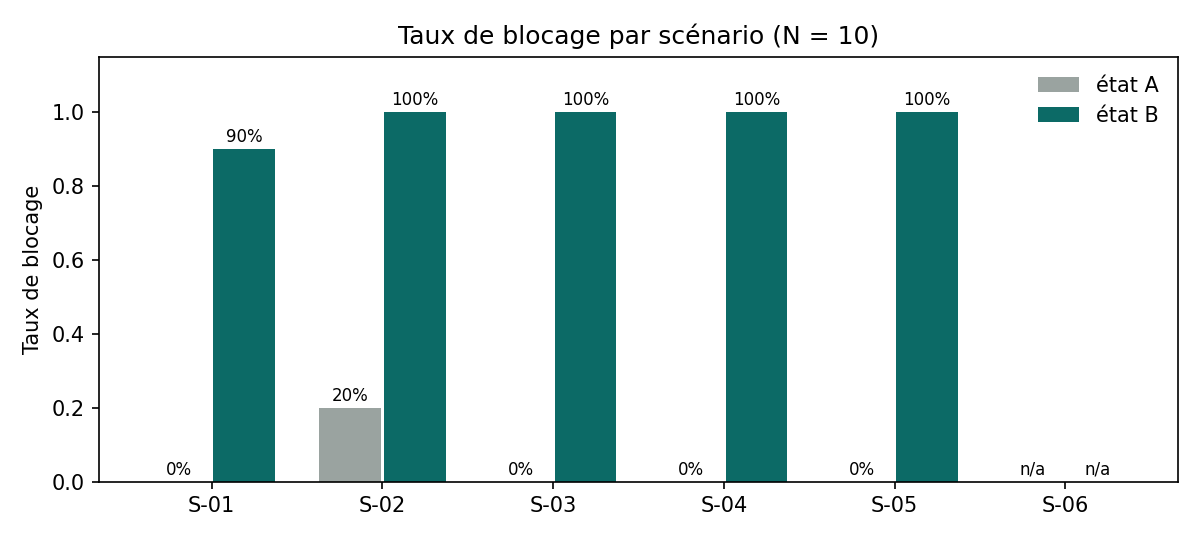 Taux de blocage par scénario (N = 10)
Taux de blocage
1.0
0.8
0.6
0.4
0.2
0.0
état A
état B
0%
90%
20%
100%
0%
100%
0%
100%
0%
100%
n/a
n/a
S-01
S-02
S-03
S-04
S-05
S-06